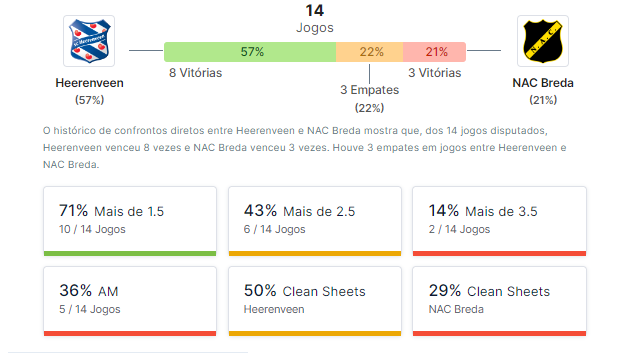 14
Jogos
57% 22% 21%
8 Vitórias 3 Vitórias
3 Empates
(22%)
Heerenveen
(57%)
NAC Breda
(21%)
O histórico de confrontos diretos entre Heerenveen e NAC Breda mostra que, dos 14 jogos disputados,
Heerenveen venceu 8 vezes e NAC Breda venceu 3 vezes. Houve 3 empates em jogos entre Heerenveen e
NAC Breda.
71% Mais de 1.5
10 / 14 Jogos
43% Mais de 2.5
6 / 14 Jogos
14% Mais de 3.5
2 / 14 Jogos
36% AM
5 / 14 Jogos
50% Clean Sheets
Heerenveen
29% Clean Sheets
NAC Breda
N.A.C.